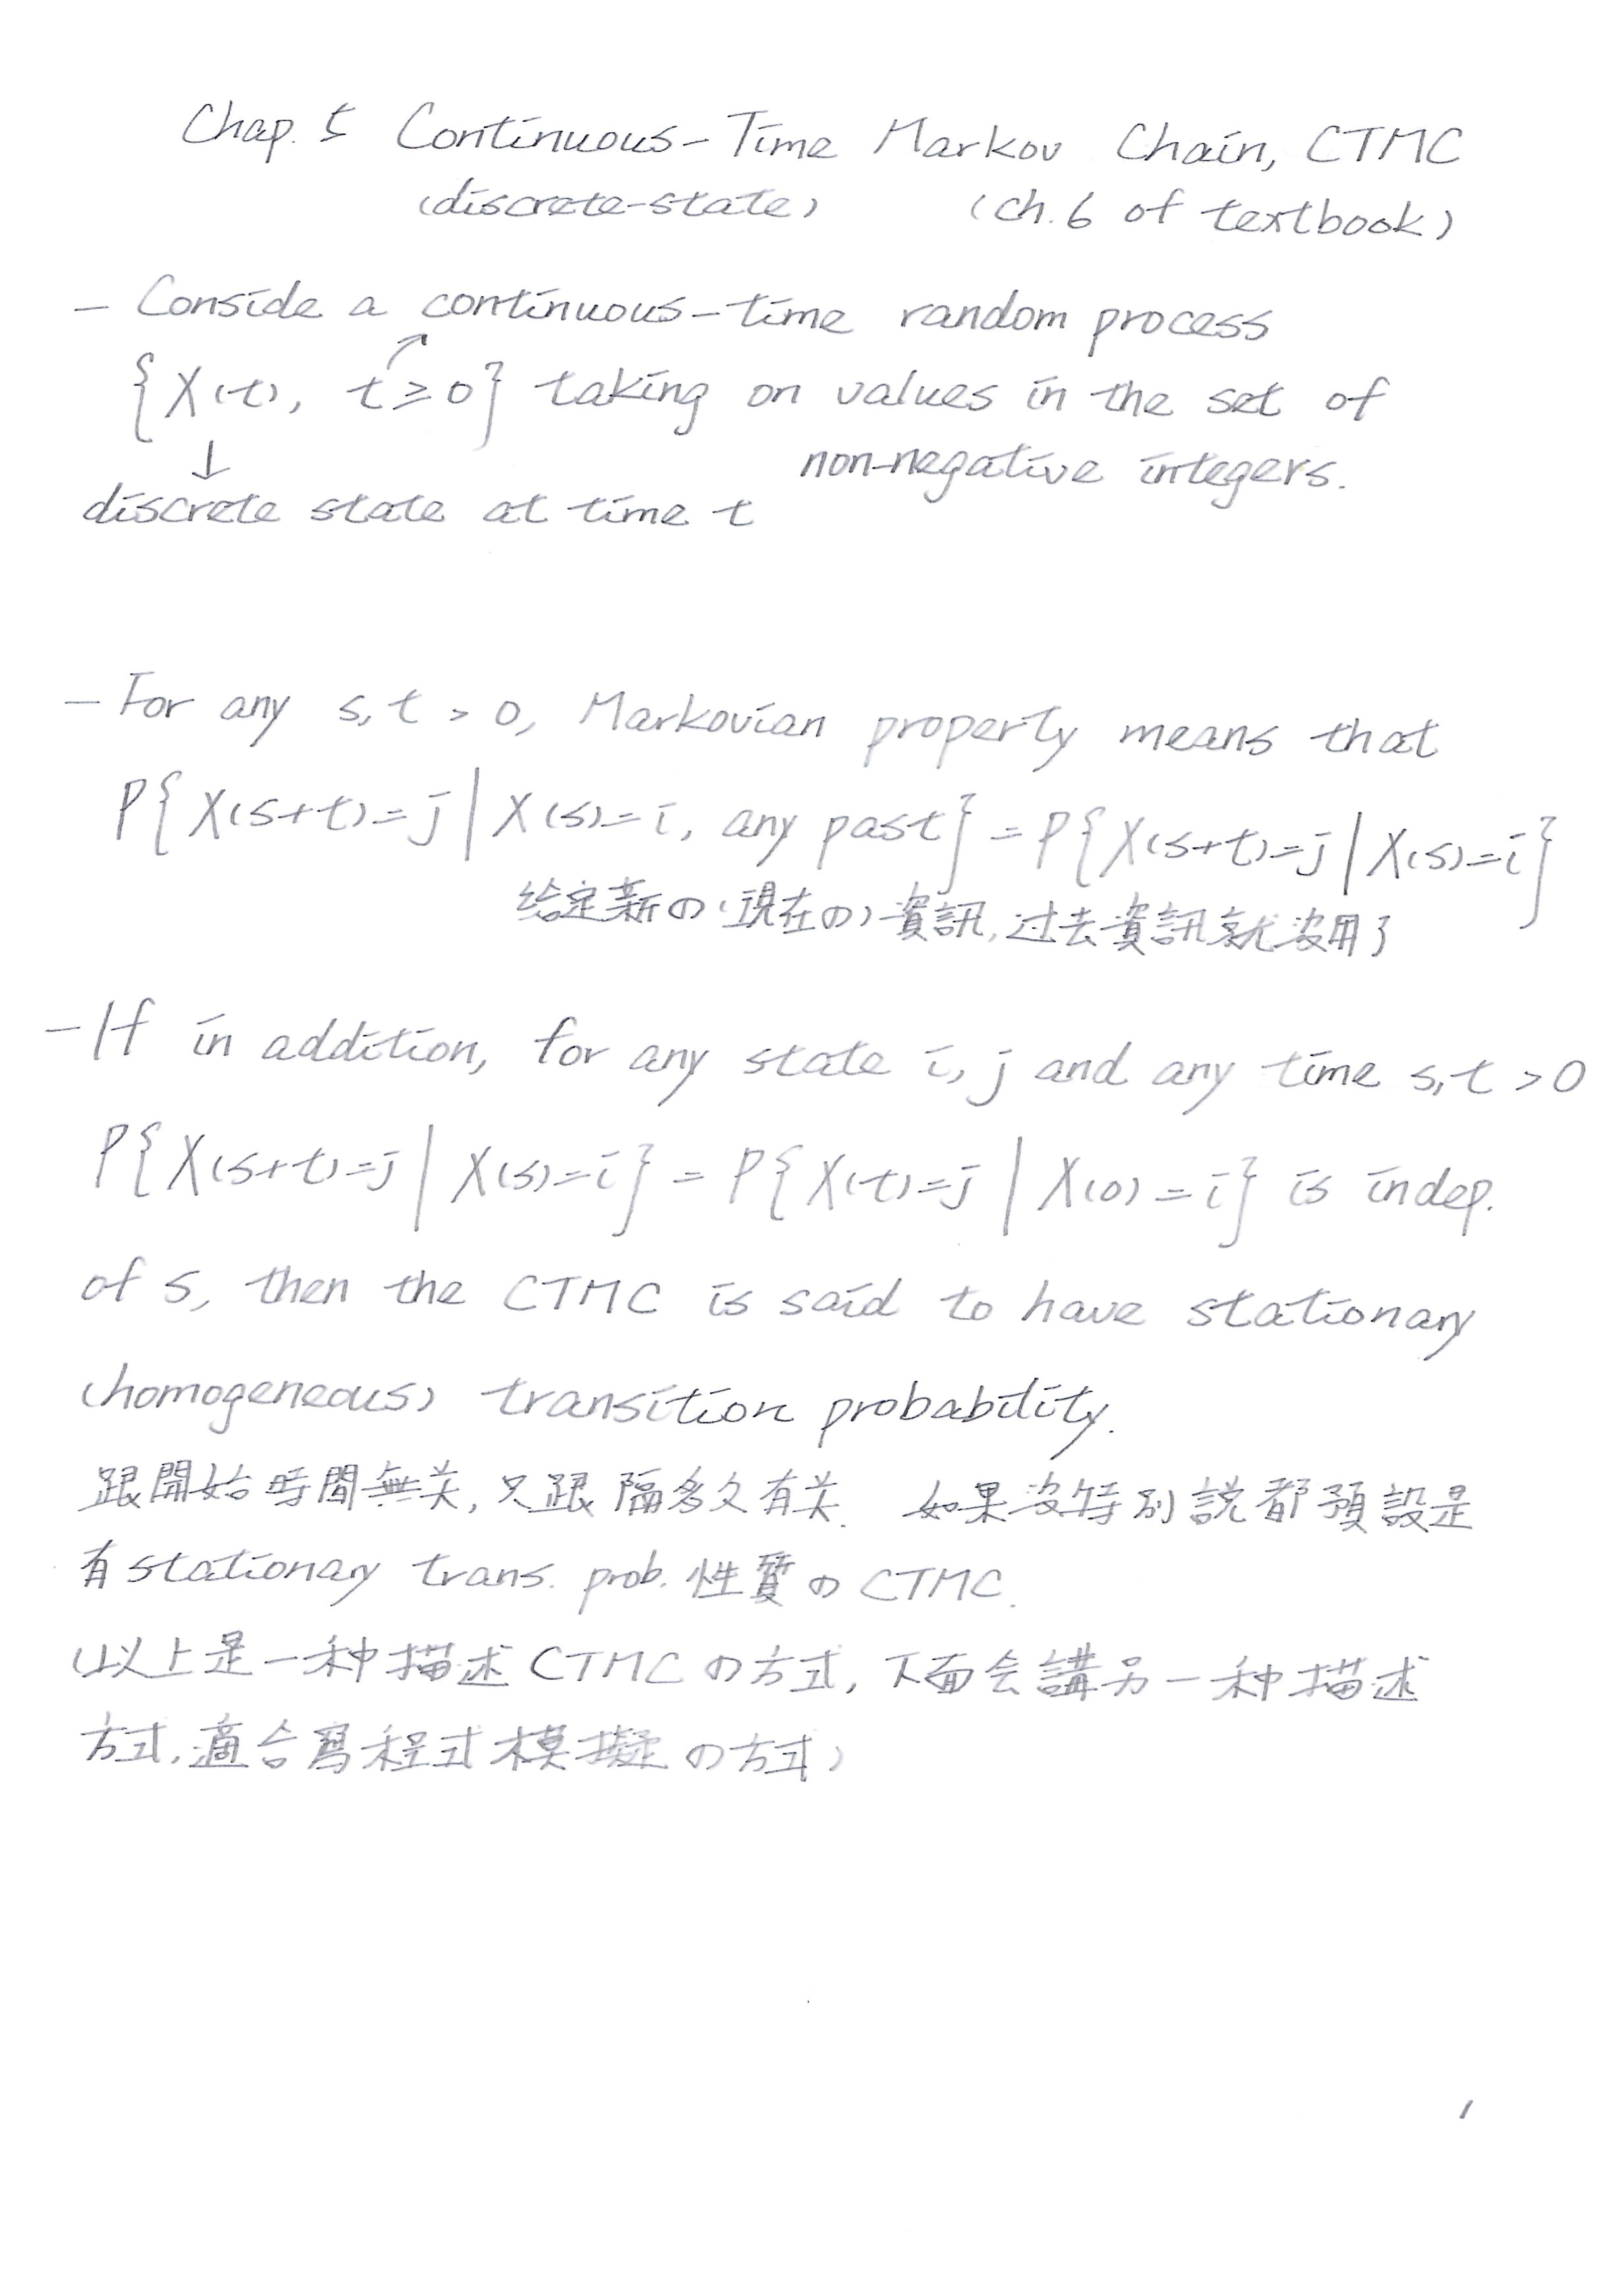 Chap. 5 Continuous-Time Markov Chain, CTMC
(discrete-state) (ch.6 of textbook)
- Conside a continuous-time random process
{X(t), t≥0} taking on values in the set of
non-negative integers.
↓
discrete state at time t
- For any s,t > 0, Markovian property means that
P{X(s+t)=j | X(s)=i, any past} = P{X(s+t)=j | X(s)=i}
给定新の(現在の)資訊,过去資訊就沒用了
- If in addition, for any state i,j and any time s,t >0
P{X(s+t)=j | X(s)=i} = P{X(t)=j | X(0)=i} is indep.
of s, then the CTMC is said to have stationary
(homogeneous) transition probability.
跟開始時間無关,只跟隔多久有关. 如果沒特別説都預設是
有stationary trans. prob.性質のCTMC.
(以上是一种描述CTMCの方式,下面会講另一种描述
方式,適合寫程式模擬の方式)
1